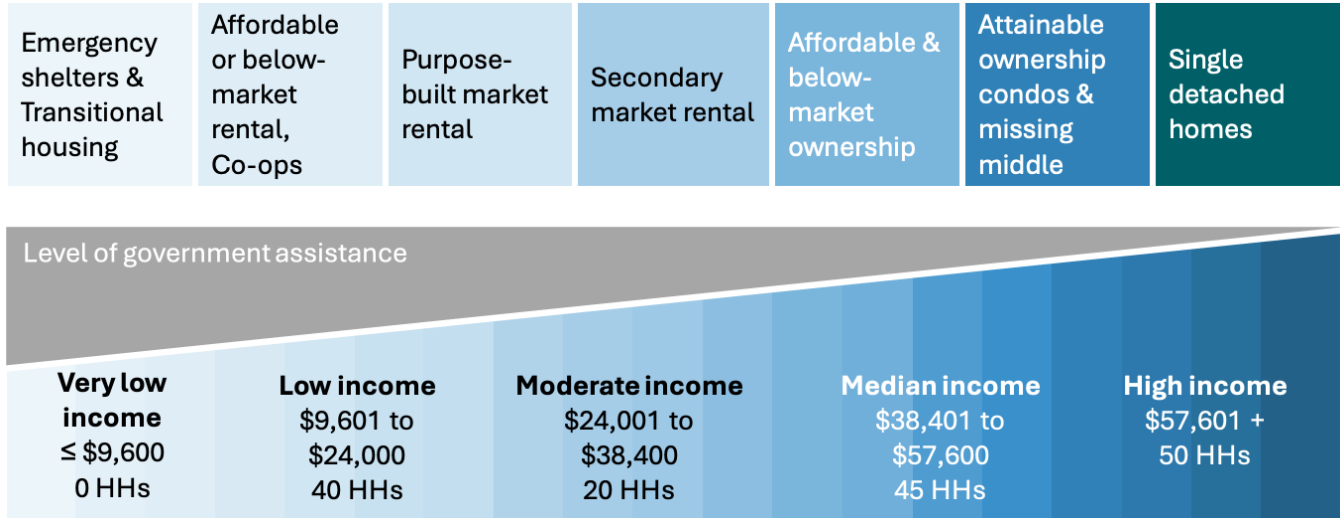 Emergency
shelters &
Transitional
housing
Affordable
or below-
market
rental,
Co-ops
Purpose-
built market
rental
Secondary
market rental
Affordable &
below-
market
ownership
Attainable
ownership
condos &
missing
middle
Single
detached
homes
Level of government assistance
Very low
income
≤ $9,600
0 HHs
Low income
$9,601 to
$24,000
40 HHs
Moderate income
$24,001 to
$38,400
20 HHs
Median income
$38,401 to
$57,600
45 HHs
High income
$57,601 +
50 HHs